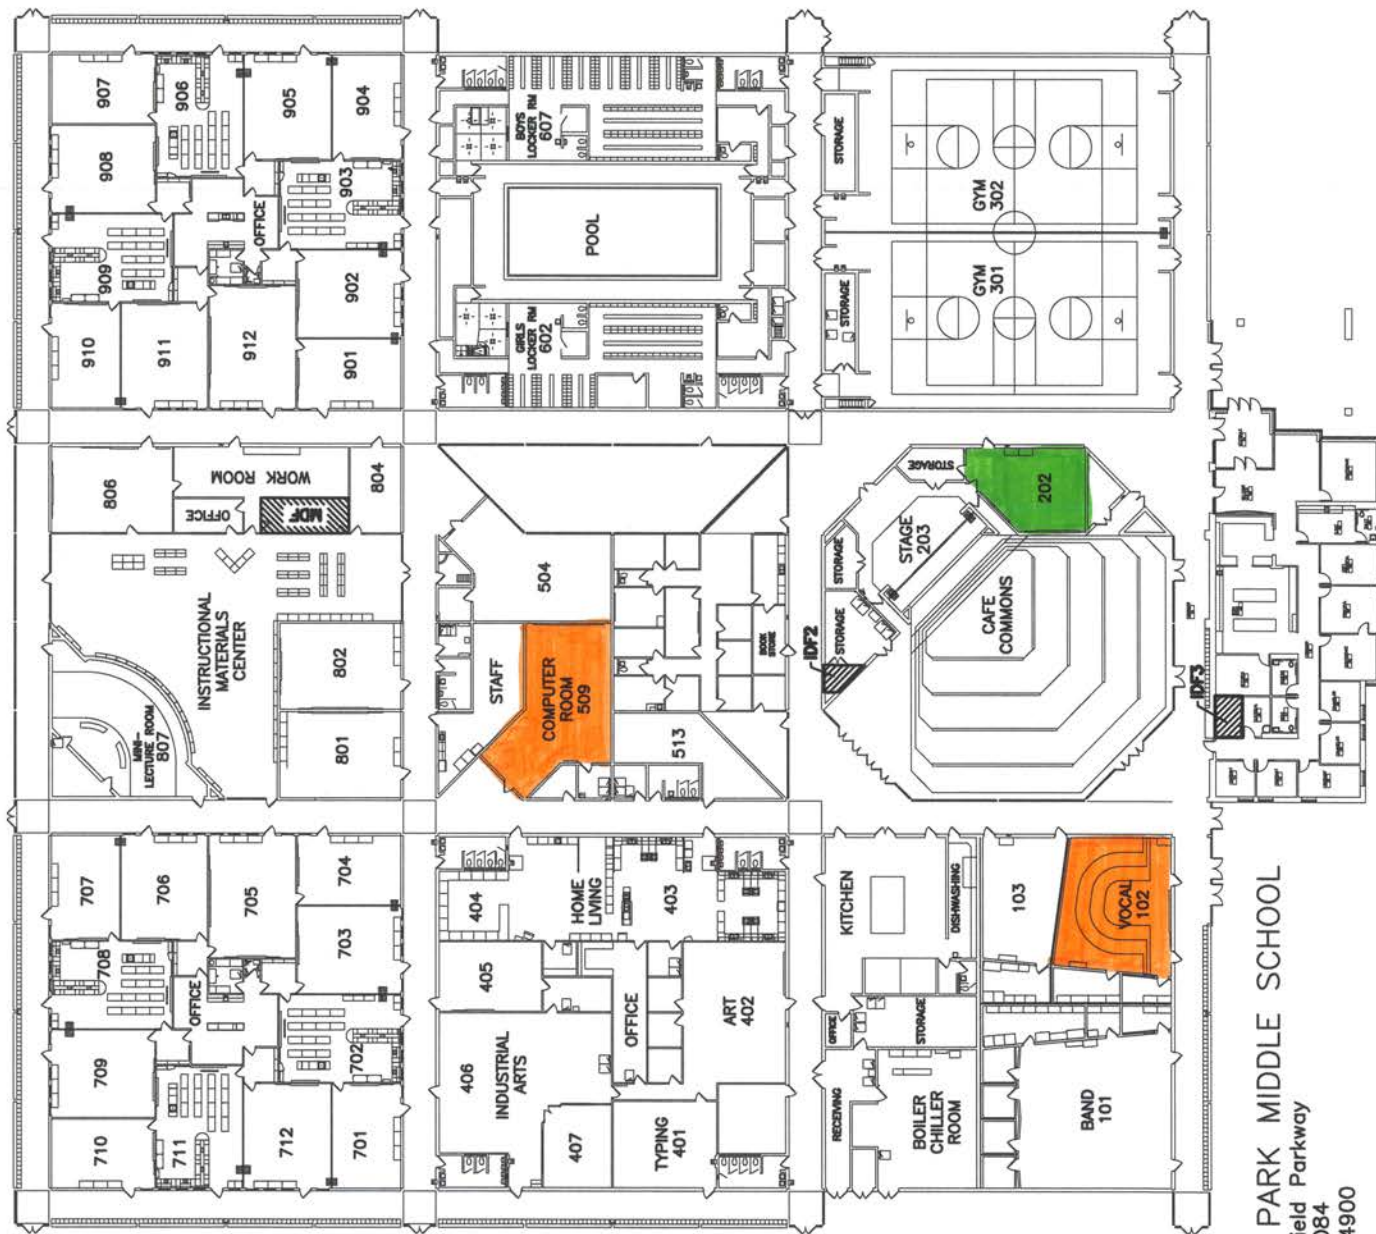 907
906
905
904
908
903
OFFICE
909
902
910
911
912
901
BOYS
LOCKER RM
607
POOL
GIRLS
LOCKER RM
602
STORAGE
GYM
302
GYM
301
STORAGE
806
WORK ROOM
804
OFFICE
MDF
INSTRUCTIONAL
MATERIALS
CENTER
802
801
MINI-
LECTURE ROOM
807
504
STAFF
COMPUTER
ROOM
509
513
BOOK
STORE
STORAGE
202
STAGE
203
STORAGE
STORAGE
CAFE
COMMONS
IDF2
IDF3
707
706
705
704
708
703
OFFICE
709
702
710
711
712
701
404
HOME
LIVING
403
405
OFFICE
ART
402
406
INDUSTRIAL
ARTS
407
TYPING
401
KITCHEN
DISHWASHING
103
VOCAL
102
OFFICE
STORAGE
RECEIVING
BOILER
CHILLER
ROOM
BAND
101
PARK MIDDLE SCHOOL
ield Parkway
084
4900